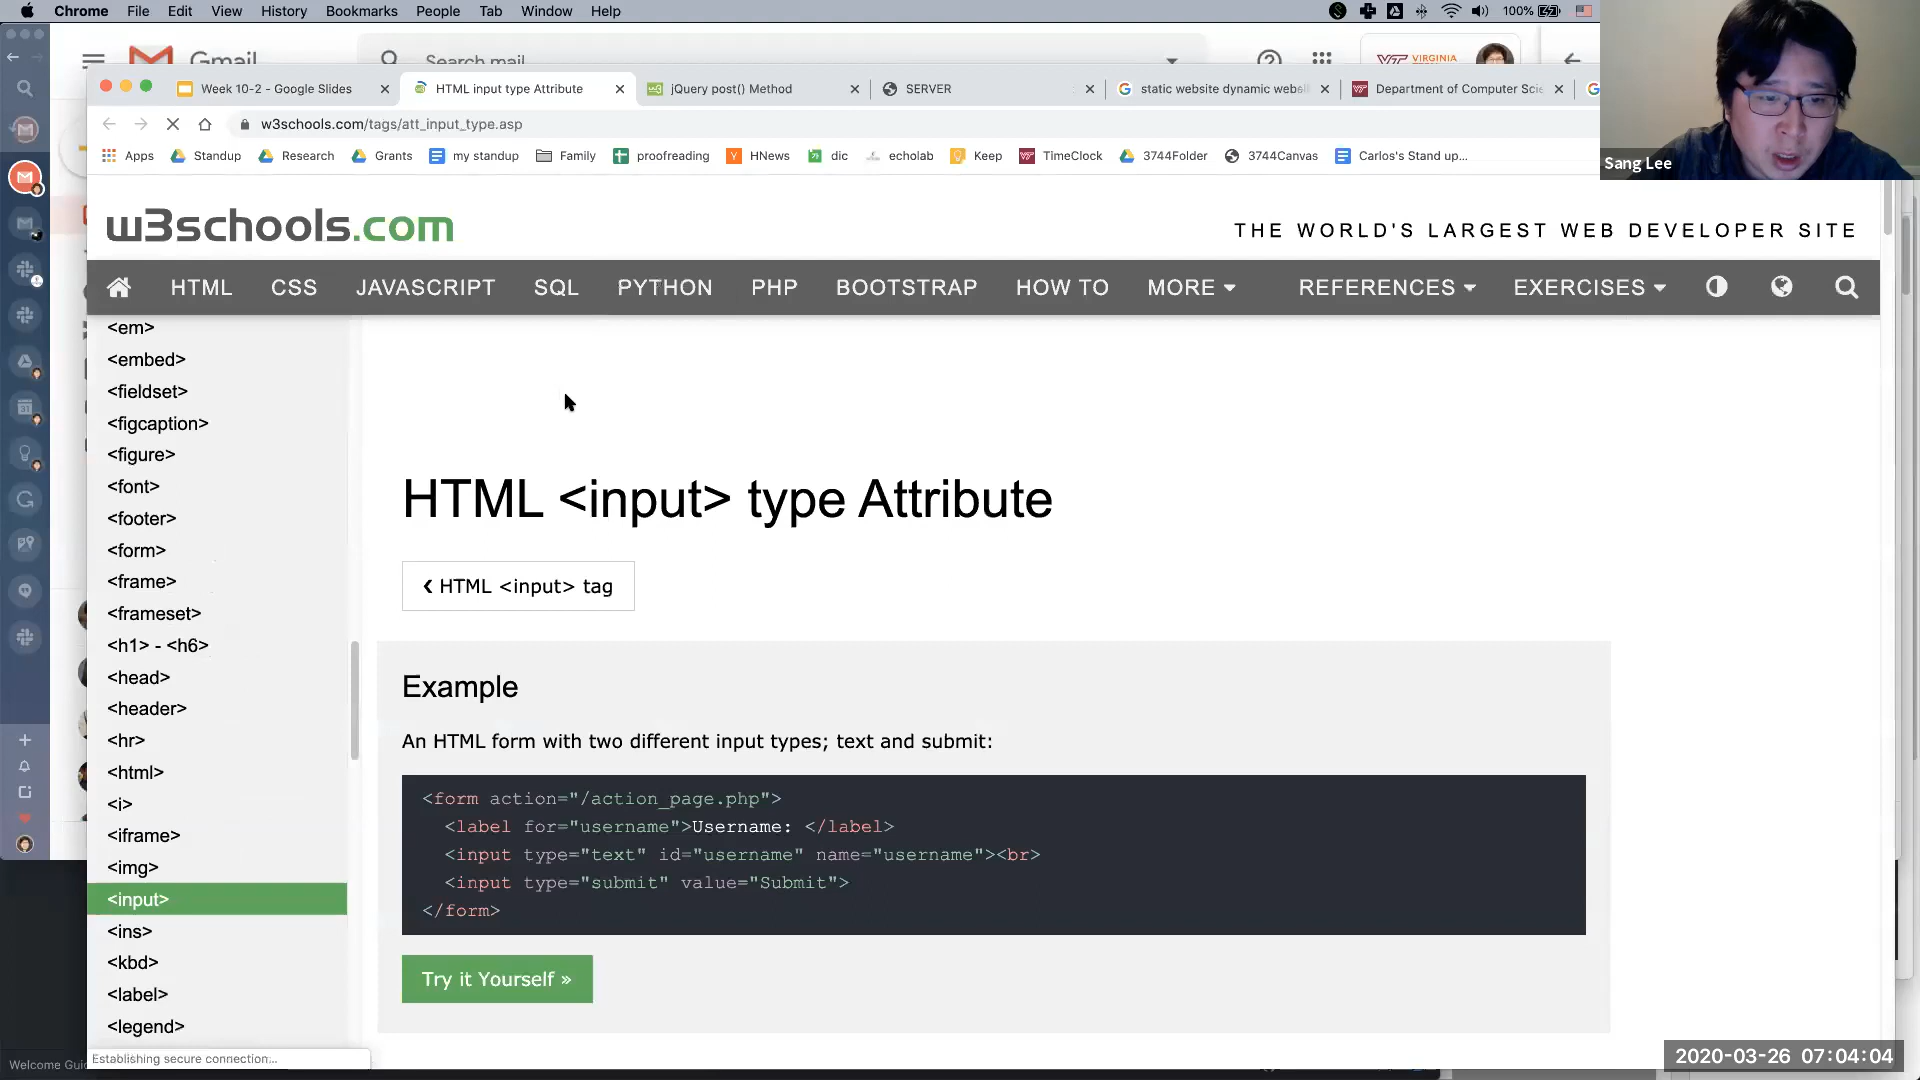 Chrome File Edit View History Bookmarks People Tab Window Help
100%
Gmail
Search mail
VIRGINIA
Week 10-2 - Google Slides
HTML input type Attribute
jQuery post() Method
SERVER
static website dynamic websi
Department of Computer Scie
w3schools.com/tags/att_input_type.asp
Apps Standup Research Grants my standup Family proofreading HNews dic echolab Keep TimeClock 3744Folder 3744Canvas Carlos's Stand up...
Sang Lee
w3schools.com
THE WORLD'S LARGEST WEB DEVELOPER SITE
HTML CSS JAVASCRIPT SQL PYTHON PHP BOOTSTRAP HOW TO MORE REFERENCES EXERCISES
<em>
<embed>
<fieldset>
<figcaption>
<figure>
<font>
<footer>
<form>
<frame>
<frameset>
<h1> - <h6>
<head>
<header>
<hr>
<html>
<i>
<iframe>
<img>
<input>
<ins>
<kbd>
<label>
<legend>
HTML <input> type Attribute
❮ HTML <input> tag
Example
An HTML form with two different input types; text and submit:
<form action="/action_page.php">
<label for="username">Username: </label>
<input type="text" id="username" name="username"><br>
<input type="submit" value="Submit">
</form>
Try it Yourself »
Establishing secure connection...
Welcome Gui
2020-03-26 07:04:04